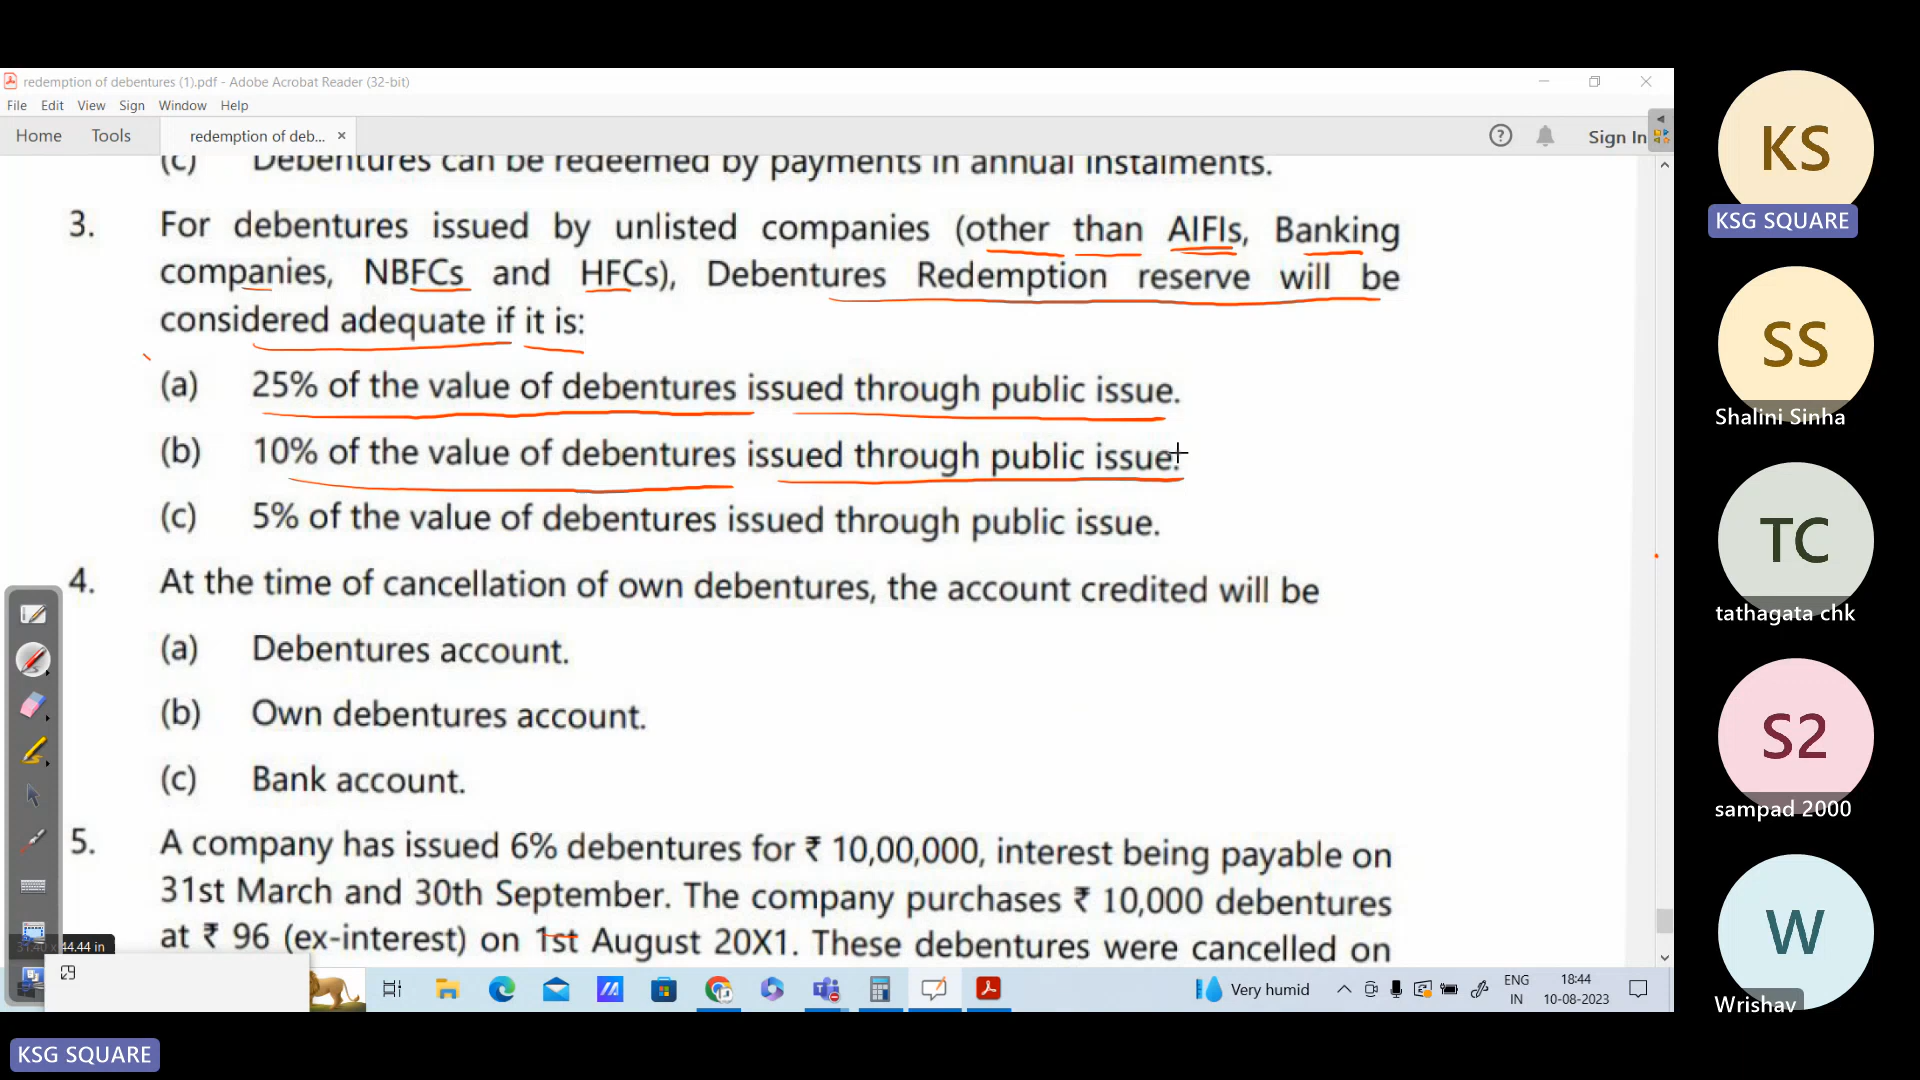 redemption of debentures (1).pdf - Adobe Acrobat Reader (32-bit)
File Edit View Sign Window Help
Home Tools redemption of deb... × Sign In
(c) Debentures can be redeemed by payments in annual instalments.
3. For debentures issued by unlisted companies (other than AIFIs, Banking
companies, NBFCs and HFCs), Debentures Redemption reserve will be
considered adequate if it is:
(a) 25% of the value of debentures issued through public issue.
(b) 10% of the value of debentures issued through public issue.
(c) 5% of the value of debentures issued through public issue.
4. At the time of cancellation of own debentures, the account credited will be
(a) Debentures account.
(b) Own debentures account.
(c) Bank account.
5. A company has issued 6% debentures for ₹ 10,00,000, interest being payable on
31st March and 30th September. The company purchases ₹ 10,000 debentures
at ₹ 96 (ex-interest) on 1st August 20X1. These debentures were cancelled on
44.44 in
Very humid
ENG
IN
18:44
10-08-2023
KS
KSG SQUARE
SS
Shalini Sinha
TC
tathagata chk
S2
sampad 2000
W
Wrishav
KSG SQUARE